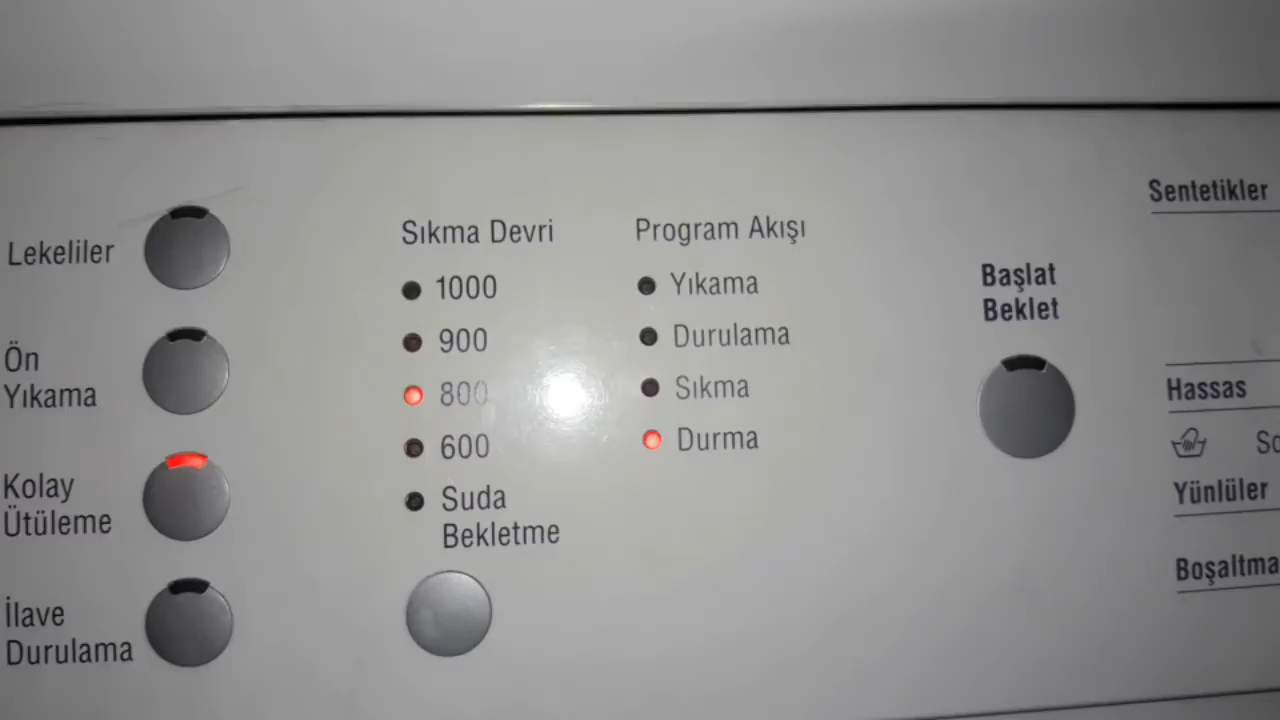 Lekeliler
Ön
Yıkama
Kolay
Ütüleme
İlave
Durulama
Sıkma Devri
1000
900
800
600
Suda
Bekletme
Program Akışı
Yıkama
Durulama
Sıkma
Durma
Başlat
Beklet
Sentetikler
Hassas
Yünlüler
Boşaltma